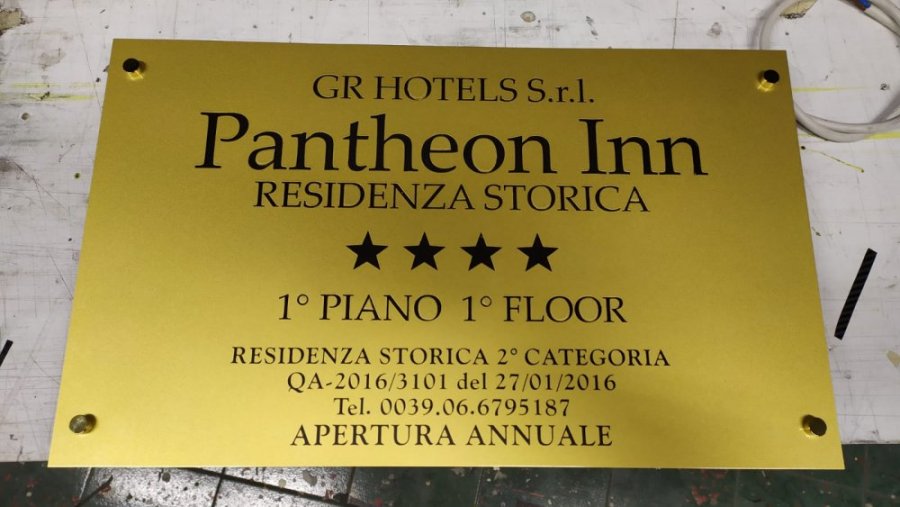 GR HOTELS S.r.l.
Pantheon Inn
RESIDENZA STORICA
★★★★
1° PIANO 1° FLOOR
RESIDENZA STORICA 2° CATEGORIA
QA-2016/3101 del 27/01/2016
Tel. 0039.06.6795187
APERTURA ANNUALE